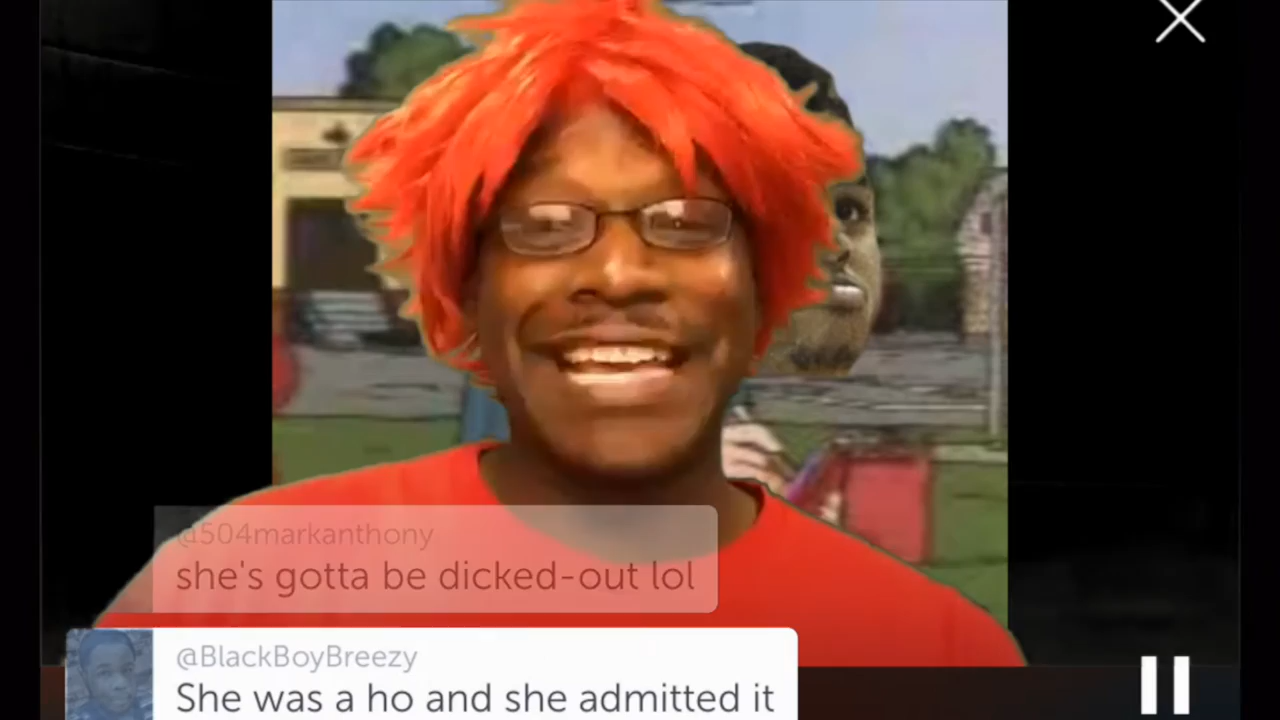 @504markanthony
she's gotta be dicked-out lol
@BlackBoyBreezy
She was a ho and she admitted it